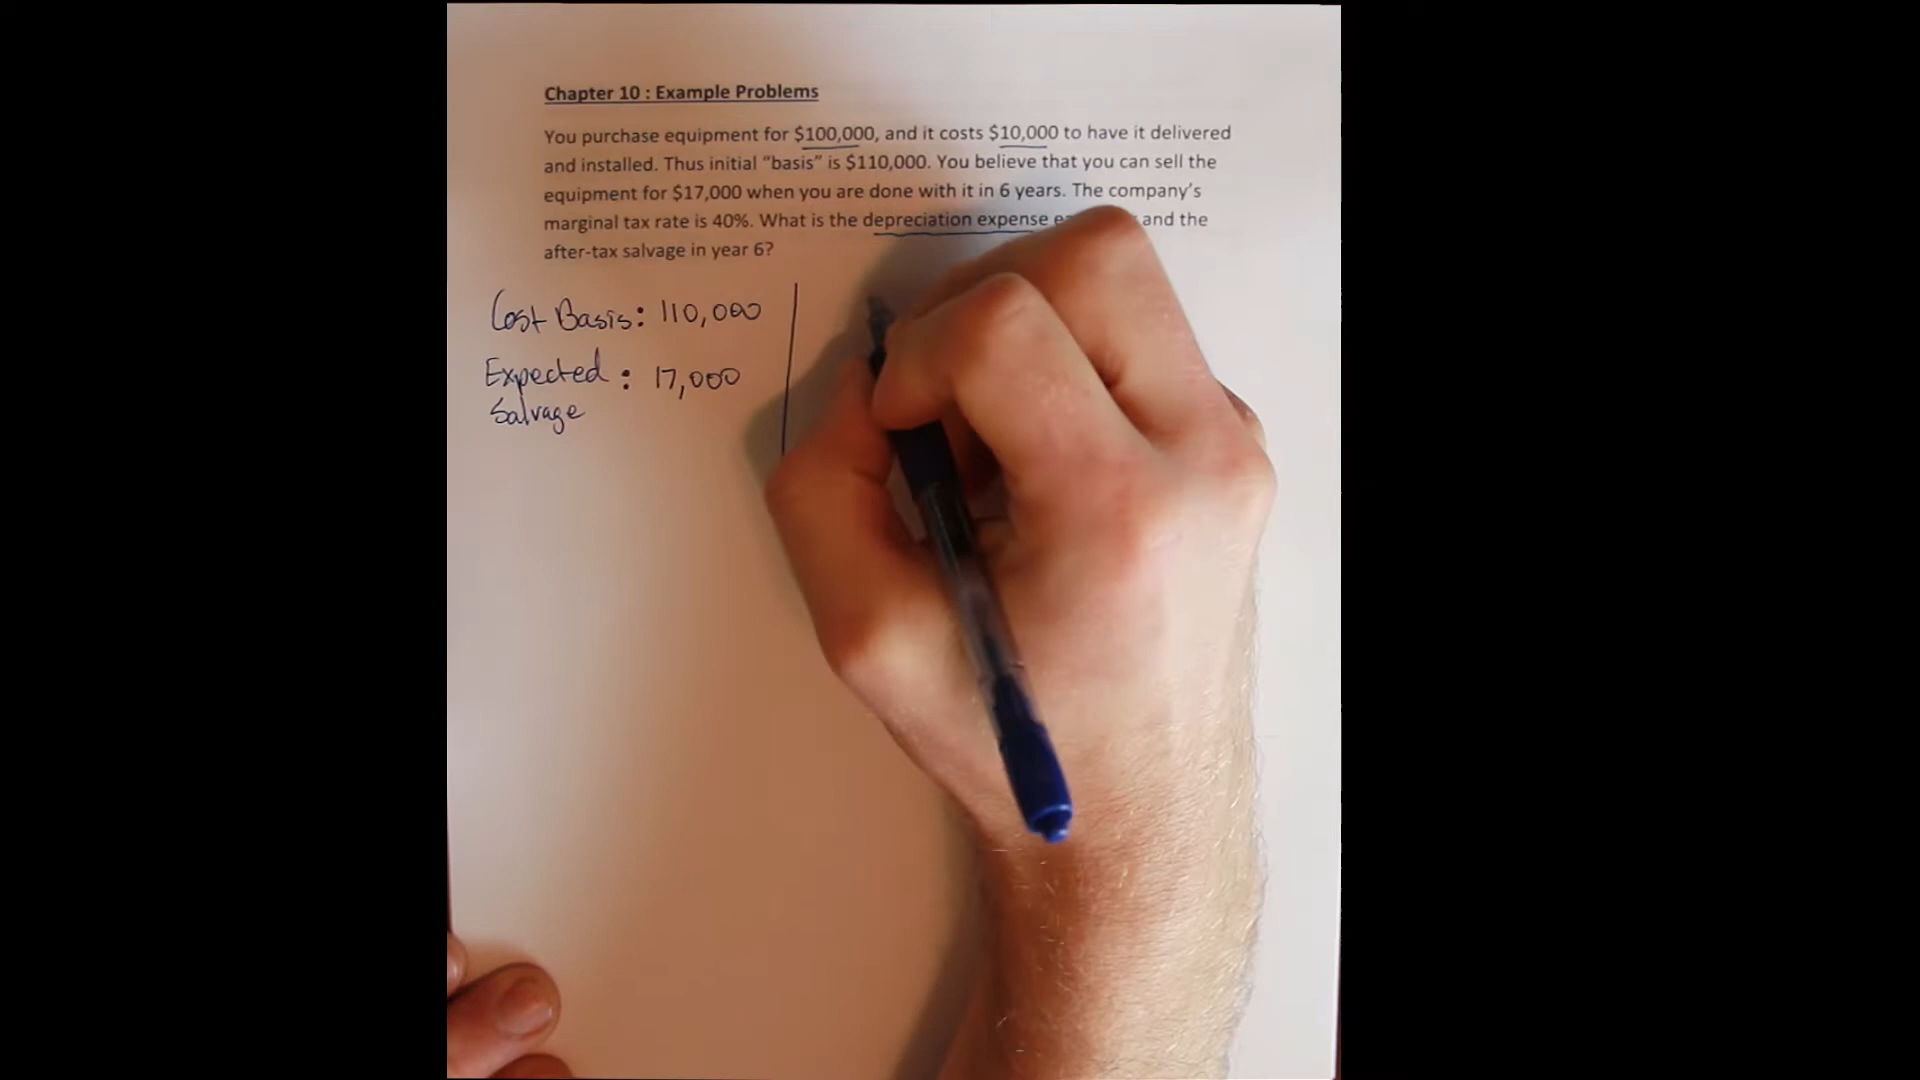 Chapter 10 : Example Problems
You purchase equipment for $100,000, and it costs $10,000 to have it delivered
and installed. Thus initial “basis” is $110,000. You believe that you can sell the
equipment for $17,000 when you are done with it in 6 years. The company’s
marginal tax rate is 40%. What is the depreciation expense and the
after-tax salvage in year 6?
Cost Basis: 110,000
Expected : 17,000
Salvage